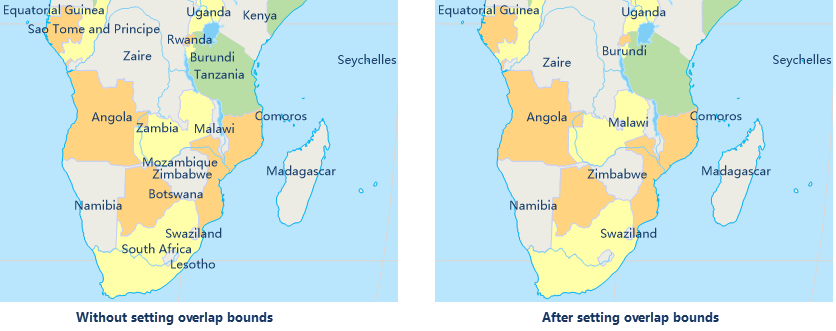 Equatorial Guinea
Uganda
Kenya
Sao Tome and Principe
Rwanda
Zaire
Burundi
Seychelles
Tanzania
Angola
Comoros
Zambia
Malawi
Mozambique
Zimbabwe
Madagascar
Botswana
Namibia
Swaziland
South Africa
Lesotho
Without setting overlap bounds
Equatorial Guinea
Uganda
Burundi
Zaire
Seychelles
Angola
Comoros
Malawi
Zimbabwe
Madagascar
Namibia
Swaziland
After setting overlap bounds